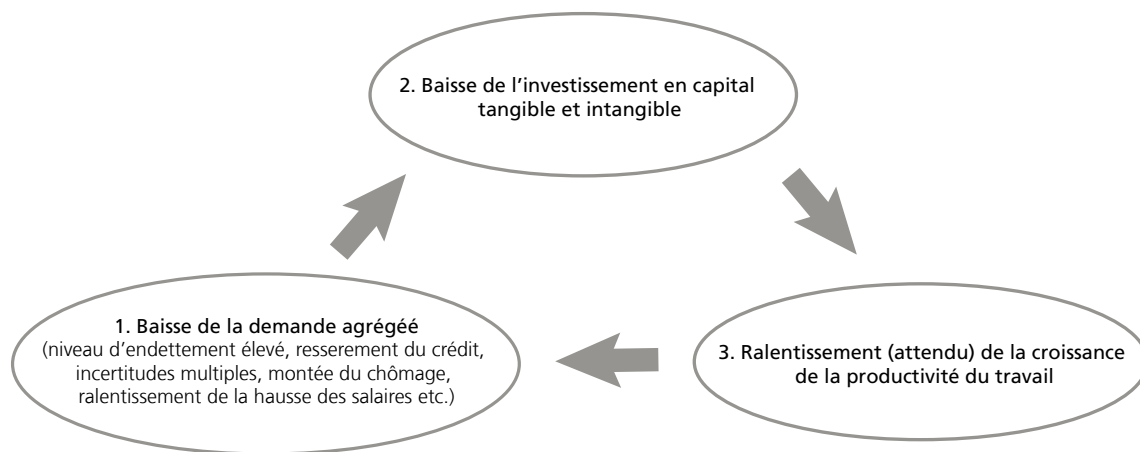 2. Baisse de l’investissement en capital
tangible et intangible
1. Baisse de la demande agrégéé
(niveau d’endettement élevé, resserement du crédit,
incertitudes multiples, montée du chômage,
ralentissement de la hausse des salaires etc.)
3. Ralentissement (attendu) de la croissance
de la productivité du travail